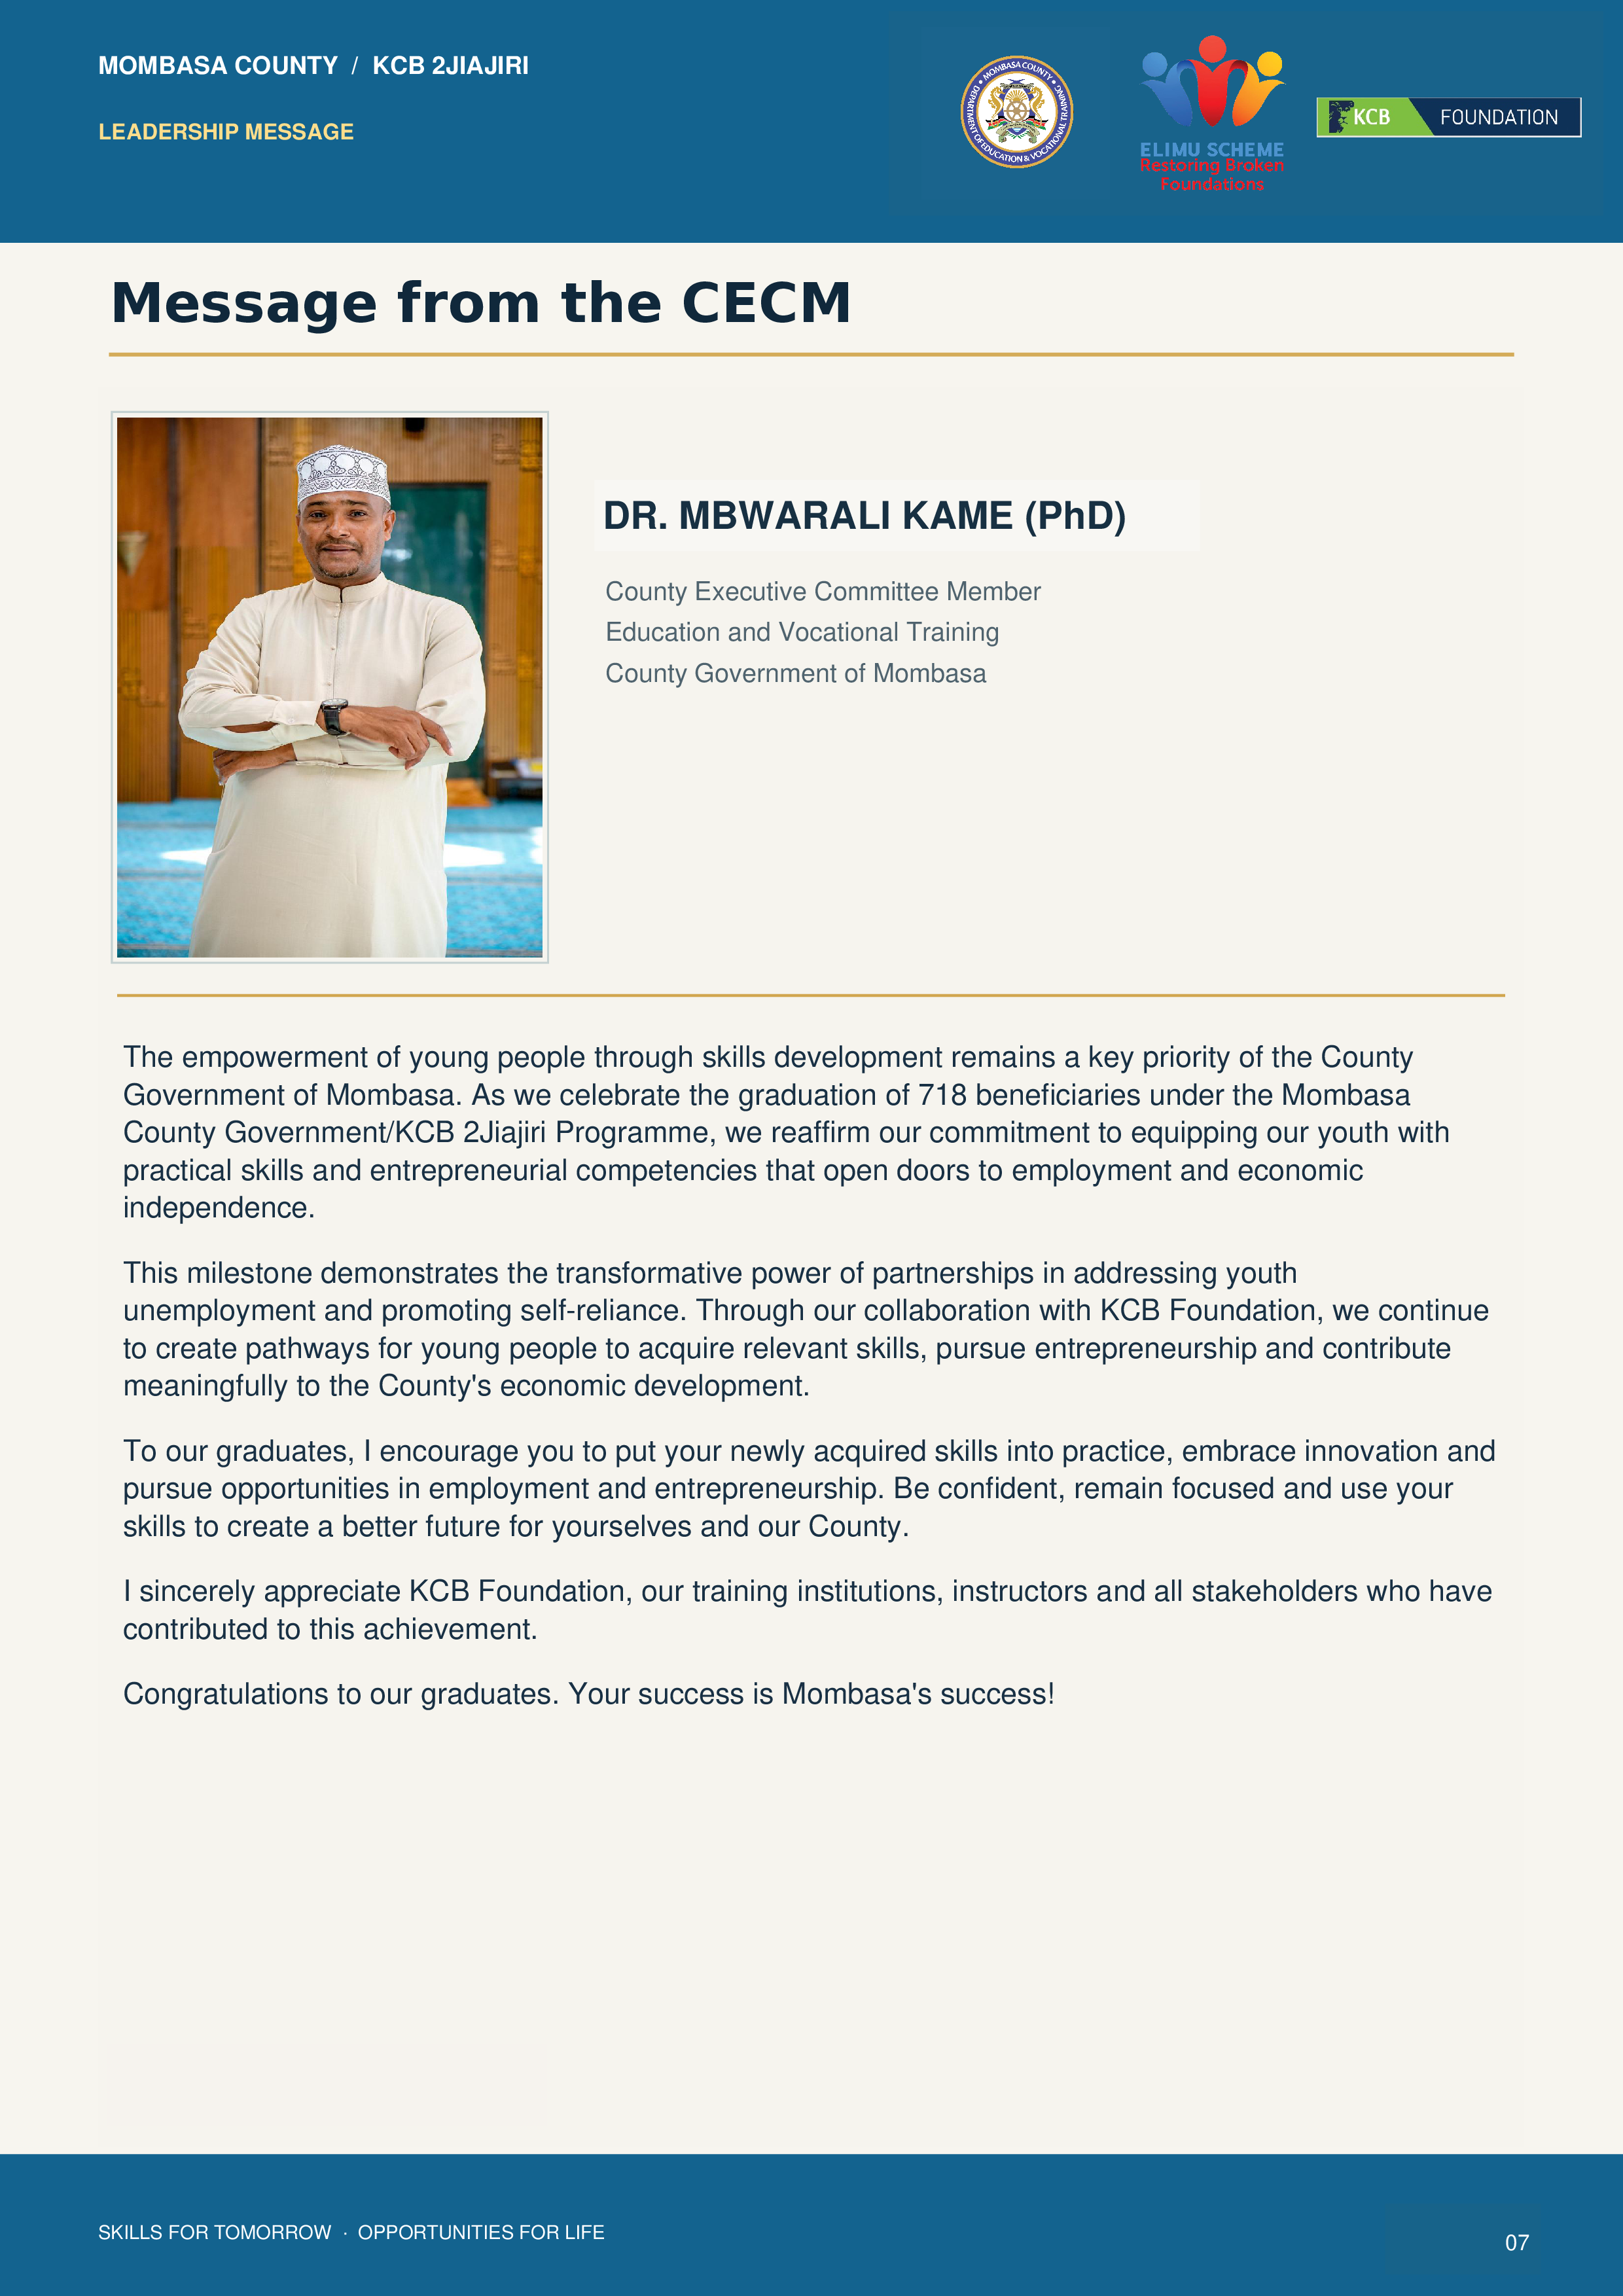 MOMBASA COUNTY / KCB 2JIAJIRI
LEADERSHIP MESSAGE
MOMBASA COUNTY
DEPARTMENT OF EDUCATION & VOCATIONAL TRAINING
ELIMU SCHEME
Restoring Broken
Foundations
KCB FOUNDATION
Message from the CECM
DR. MBWARALI KAME (PhD)
County Executive Committee Member
Education and Vocational Training
County Government of Mombasa
The empowerment of young people through skills development remains a key priority of the County
Government of Mombasa. As we celebrate the graduation of 718 beneficiaries under the Mombasa
County Government/KCB 2Jiajiri Programme, we reaffirm our commitment to equipping our youth with
practical skills and entrepreneurial competencies that open doors to employment and economic
independence.
This milestone demonstrates the transformative power of partnerships in addressing youth
unemployment and promoting self-reliance. Through our collaboration with KCB Foundation, we continue
to create pathways for young people to acquire relevant skills, pursue entrepreneurship and contribute
meaningfully to the County's economic development.
To our graduates, I encourage you to put your newly acquired skills into practice, embrace innovation and
pursue opportunities in employment and entrepreneurship. Be confident, remain focused and use your
skills to create a better future for yourselves and our County.
I sincerely appreciate KCB Foundation, our training institutions, instructors and all stakeholders who have
contributed to this achievement.
Congratulations to our graduates. Your success is Mombasa's success!
SKILLS FOR TOMORROW · OPPORTUNITIES FOR LIFE
07